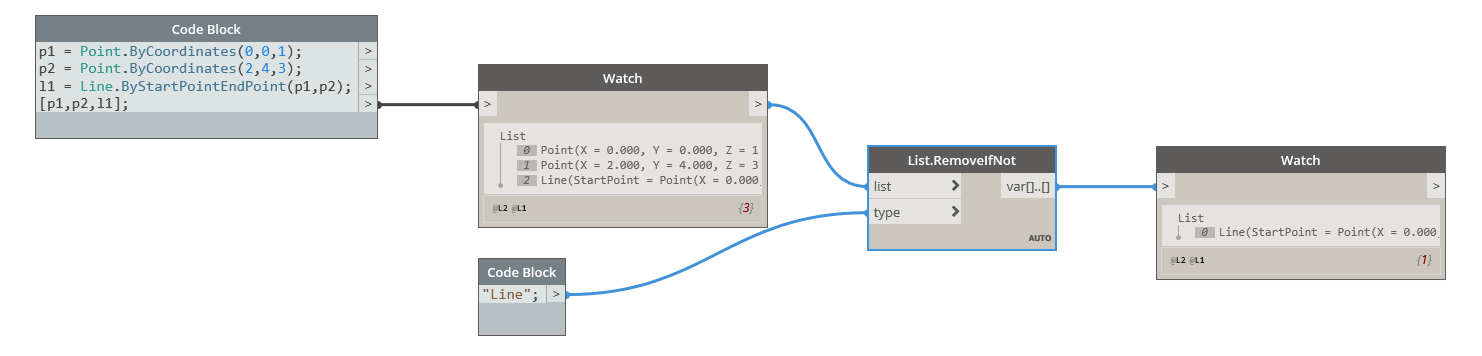 Code Block
p1 = Point.ByCoordinates(0,0,1); >
p2 = Point.ByCoordinates(2,4,3); >
l1 = Line.ByStartPointEndPoint(p1,p2); >
[p1,p2,l1]; >
Watch
> >
List
0 Point(X = 0.000, Y = 0.000, Z = 1
1 Point(X = 2.000, Y = 4.000, Z = 3
2 Line(StartPoint = Point(X = 0.000
@L2 @L1 {3}
Code Block
"Line"; >
List.RemoveIfNot
list > var[]..[]
type >
AUTO
Watch
> >
List
0 Line(StartPoint = Point(X = 0.000
@L2 @L1 {1}